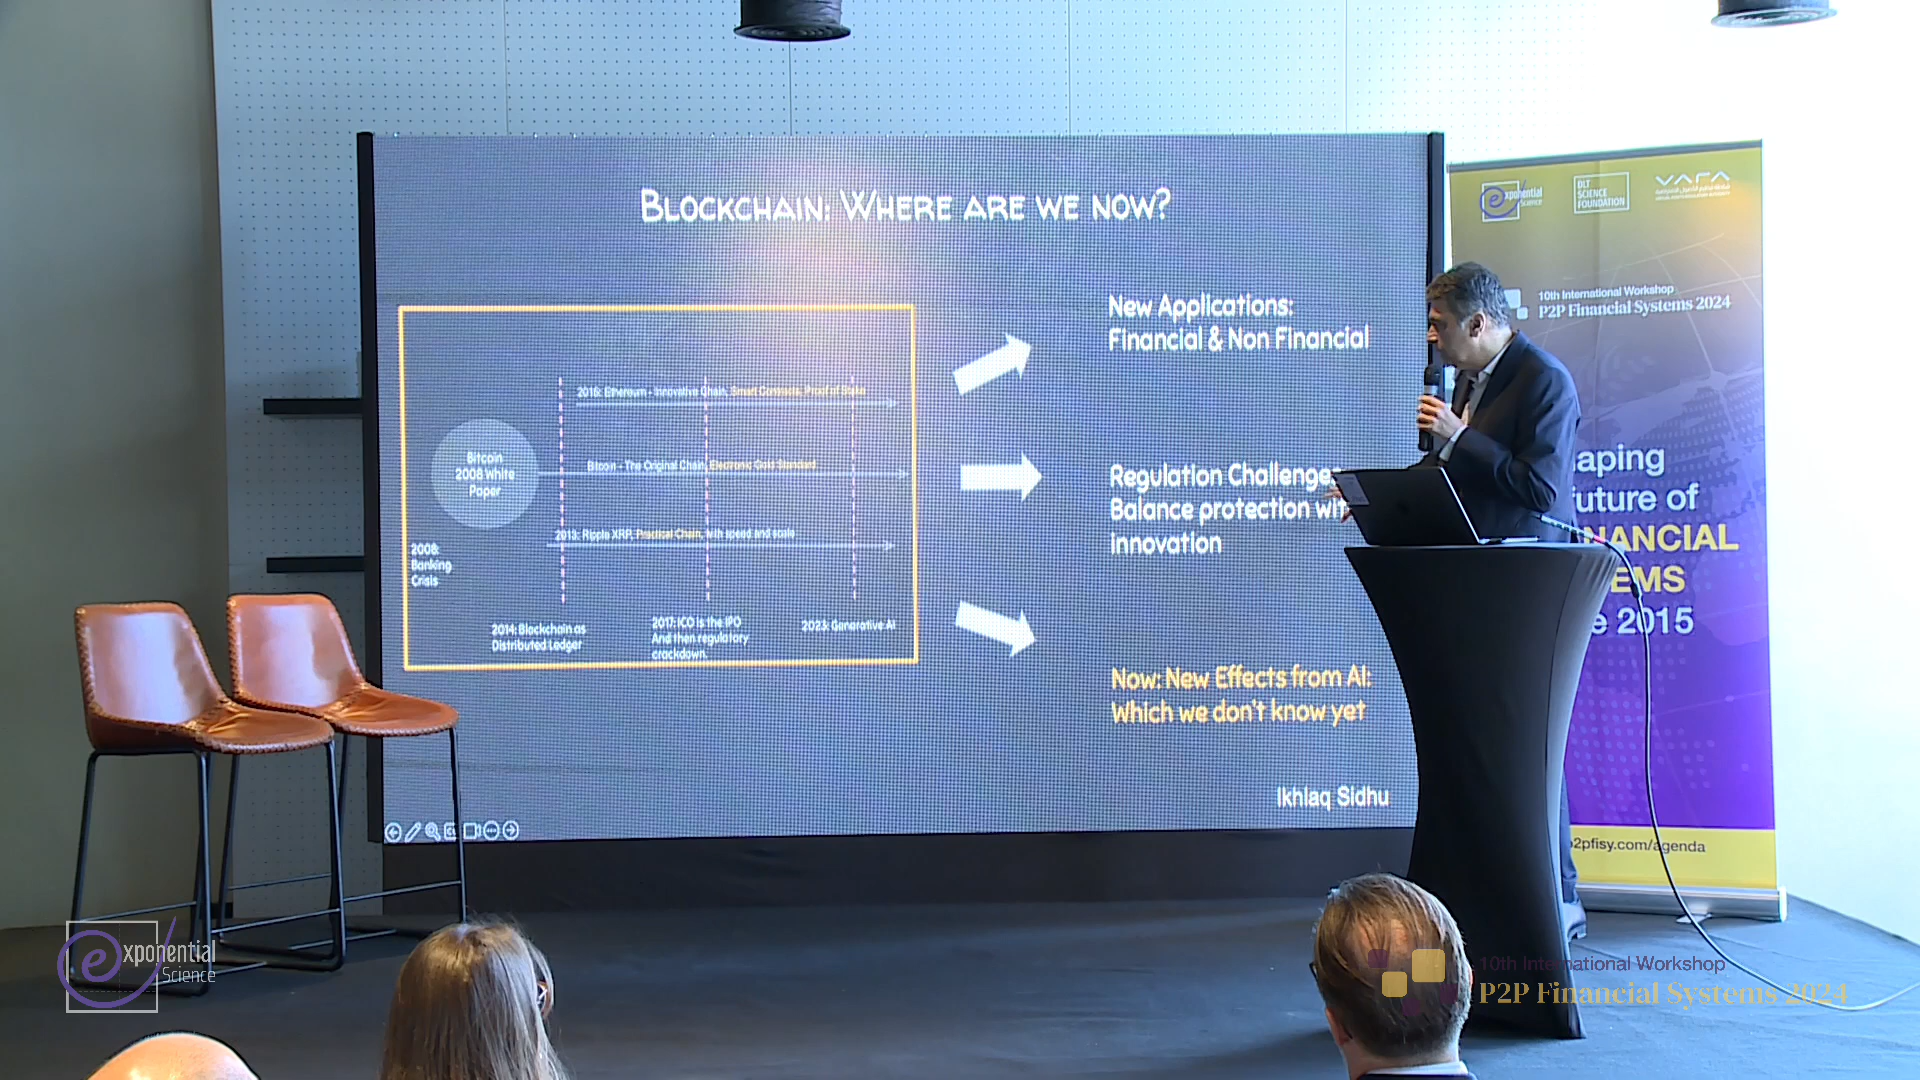 BLOCKCHAIN: WHERE ARE WE NOW?
New Applications:
Financial & Non Financial
Regulation Challenges
Balance protection wit
innovation
Now: New Effects from AI:
Which we don't know yet
Ikhlaq Sidhu
Ethereum - Innovative Chain, Smart Contracts, Proof of Stake
Bitcoin
2008 White
Paper
Bitcoin - The Original Chain, Electronic Gold Standard
2013: Ripple XRP, Practical Chain, with speed and scale
2008:
Banking
Crisis
2014: Blockchain as
Distributed Ledger
2017: ICO is the IPO
And then regulatory
crackdown.
2023: Generative AI
exponential
Science
DLT
SCIENCE
FOUNDATION
VARA
10th International Workshop
P2P Financial Systems 2024
aping
uture of
NANCIAL
EMS
e 2015
p2pfisy.com/agenda
exponential
Science
10th International Workshop
P2P Financial Systems 2024